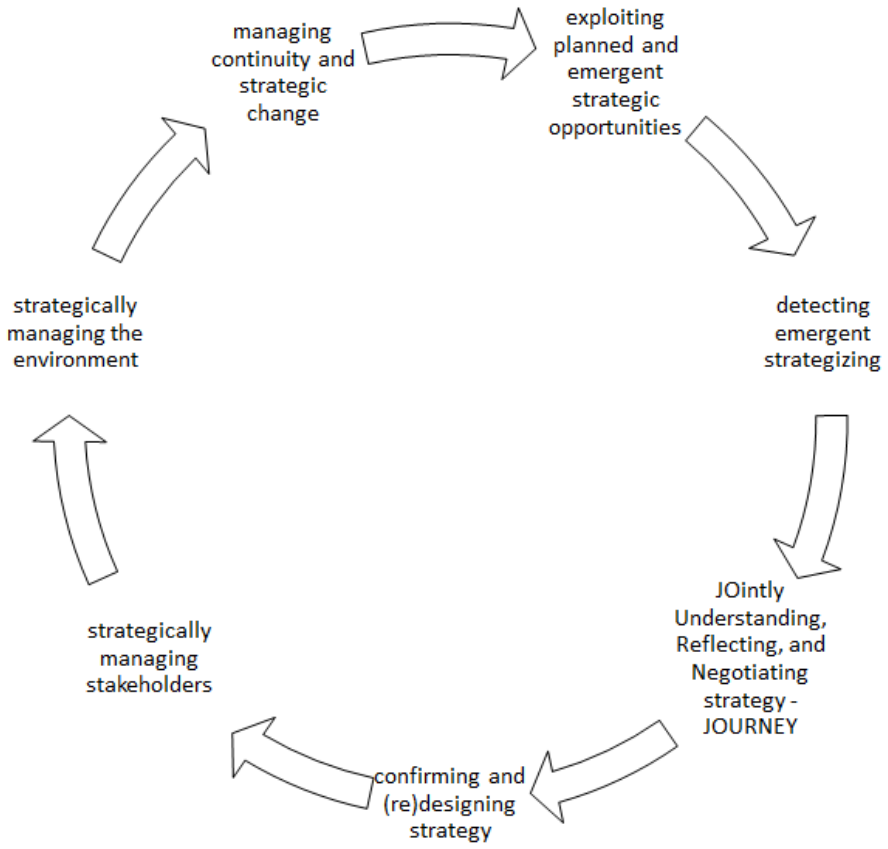 managing
continuity and
strategic
change
exploiting
planned and
emergent
strategic
opportunities
detecting
emergent
strategizing
JOintly
Understanding,
Reflecting, and
Negotiating
strategy -
JOURNEY
confirming and
(re)designing
strategy
strategically
managing
stakeholders
strategically
managing the
environment